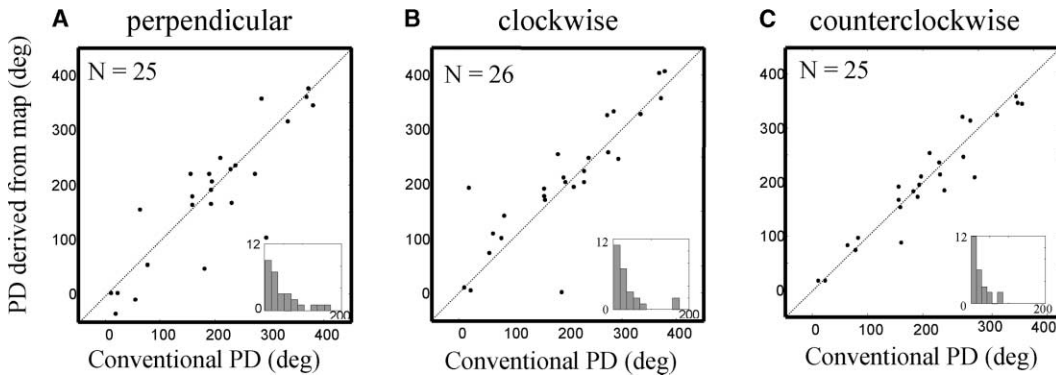 A perpendicular
B clockwise
C counterclockwise
PD derived from map (deg)
400
300
200
100
0
N = 25
12
0
200
0 100 200 300 400
Conventional PD (deg)
400
300
200
100
0
N = 26
12
0
200
0 100 200 300 400
Conventional PD (deg)
400
300
200
100
0
N = 25
12
0
200
0 100 200 300 400
Conventional PD (deg)